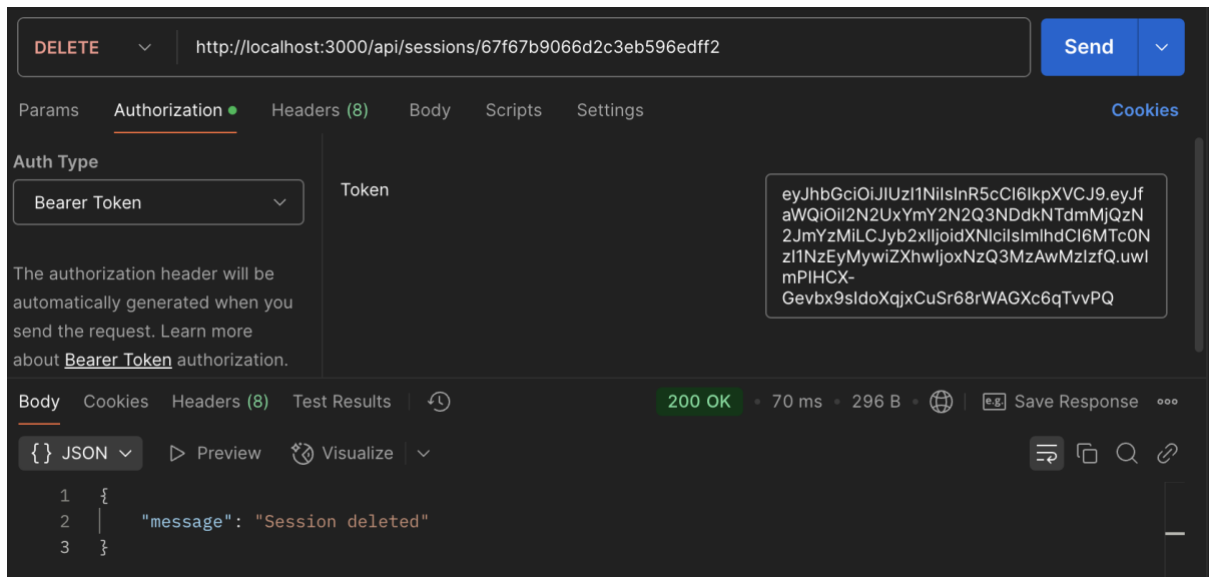 DELETE http://localhost:3000/api/sessions/67f67b9066d2c3eb596edff2 Send
Params Authorization Headers (8) Body Scripts Settings Cookies
Auth Type
Bearer Token
Token
eyJhbGciOiJIUzI1NiIsInR5cCI6IkpXVCJ9.eyJf
aWQiOiI2N2UxYmY2N2Q3NDdkNTdmMjQzN
2JmYzMiLCJyb2xlIjoidXNlciIsImlhdCI6MTc0N
zI1NzEyMywiZXhwIjoxNzQ3MzAwMzIzfQ.uwI
mPIHCX-
Gevbx9sIdoXqjxCuSr68rWAGXc6qTvvPQ
The authorization header will be
automatically generated when you
send the request. Learn more
about Bearer Token authorization.
Body Cookies Headers (8) Test Results 200 OK • 70 ms • 296 B • e.g. Save Response
{} JSON Preview Visualize
1 {
2 "message": "Session deleted"
3 }